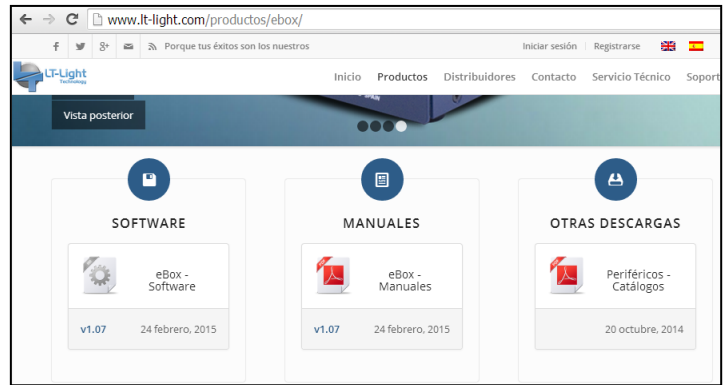 www.lt-light.com/productos/ebox/
Porque tus éxitos son los nuestros
Iniciar sesión
Registrarse
LT-Light
Technology
Inicio
Productos
Distribuidores
Contacto
Servicio Técnico
Soport
Vista posterior
SOFTWARE
eBox -
Software
v1.07
24 febrero, 2015
MANUALES
eBox -
Manuales
v1.07
24 febrero, 2015
OTRAS DESCARGAS
Periféricos -
Catálogos
20 octubre, 2014